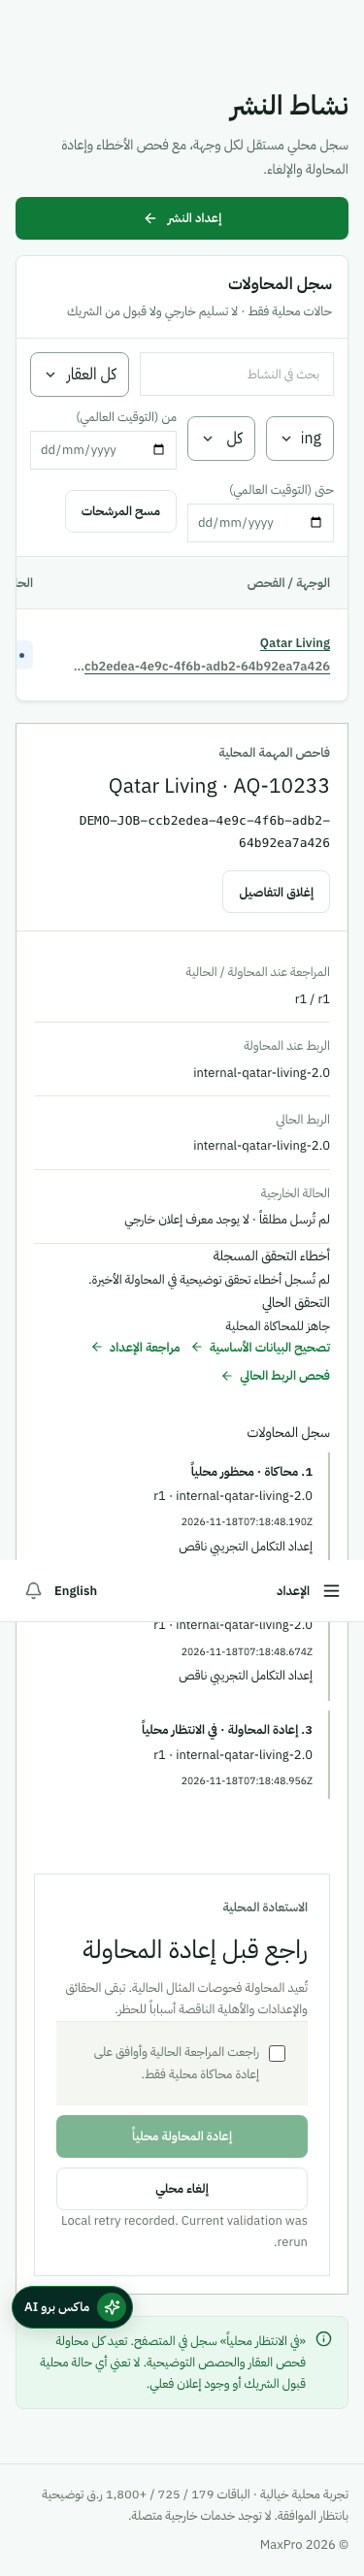 نشاط النشر
سجل محلي مستقل لكل وجهة، مع فحص الأخطاء وإعادة
المحاولة والإلغاء.
إعداد النشر ←
سجل المحاولات
حالات محلية فقط · لا تسليم خارجي ولا قبول من الشريك
بحث في النشاط
كل العقار
ing
كل
من (التوقيت العالمي)
dd/mm/yyyy
حتى (التوقيت العالمي)
dd/mm/yyyy
مسح المرشحات
الوجهة / الفحص
الحا
Qatar Living
cb2edea-4e9c-4f6b-adb2-64b92ea7a426...
فاحص المهمة المحلية
Qatar Living · AQ-10233
DEMO-JOB-ccb2edea-4e9c-4f6b-adb2-
64b92ea7a426
إغلاق التفاصيل
المراجعة عند المحاولة / الحالية
r1 / r1
الربط عند المحاولة
internal-qatar-living-2.0
الربط الحالي
internal-qatar-living-2.0
الحالة الخارجية
لم تُرسل مطلقاً · لا يوجد معرف إعلان خارجي
أخطاء التحقق المسجلة
لم تُسجل أخطاء تحقق توضيحية في المحاولة الأخيرة.
التحقق الحالي
جاهز للمحاكاة المحلية
تصحيح البيانات الأساسية ← مراجعة الإعداد ←
فحص الربط الحالي ←
سجل المحاولات
1. محاكاة · محظور محلياً
r1 · internal-qatar-living-2.0
2026-11-18T07:18:48.190Z
إعداد التكامل التجريبي ناقص
الإعداد
English
r1 · internal-qatar-living-2.0
2026-11-18T07:18:48.674Z
إعداد التكامل التجريبي ناقص
3. إعادة المحاولة · في الانتظار محلياً
r1 · internal-qatar-living-2.0
2026-11-18T07:18:48.956Z
الاستعادة المحلية
راجع قبل إعادة المحاولة
تُعيد المحاولة فحوصات المثال الحالية. تبقى الحقائق
والإعدادات والأهلية الناقصة أسباباً للحظر.
راجعت المراجعة الحالية وأوافق على
إعادة محاكاة محلية فقط.
إعادة المحاولة محلياً
إلغاء محلي
Local retry recorded. Current validation was
rerun.
ماكس برو AI
«في الانتظار محلياً» سجل في المتصفح. تعيد كل محاولة
فحص العقار والحصص التوضيحية. لا تعني أي حالة محلية
قبول الشريك أو وجود إعلان فعلي.
تجربة محلية خيالية · الباقات 179 / 725 / +1,800 ر.ق توضيحية
بانتظار الموافقة. لا توجد خدمات خارجية متصلة.
© 2026 MaxPro